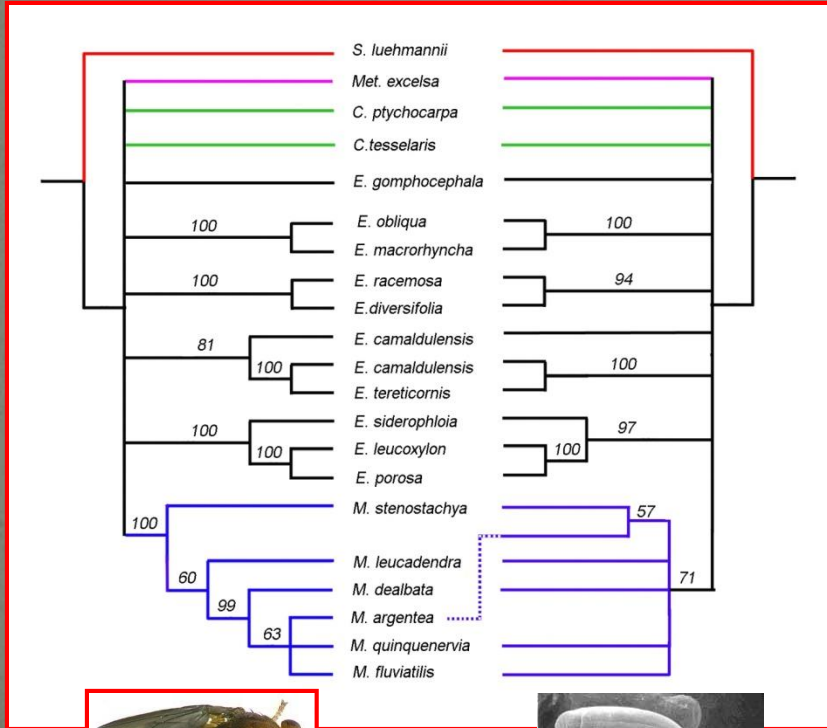 S. luehmannii
Met. excelsa
C. ptychocarpa
C.tesselaris
E. gomphocephala
100 E. obliqua 100
E. macrorhyncha
100 E. racemosa 94
E.diversifolia
E. camaldulensis
81
100 E. camaldulensis 100
E. tereticornis
E. siderophloia
100 97
100 E. leucoxylon 100
E. porosa
M. stenostachya 57
100
M. leucadendra
60 71
M. dealbata
99
M. argentea
63
M. quinquenervia
M. fluviatilis